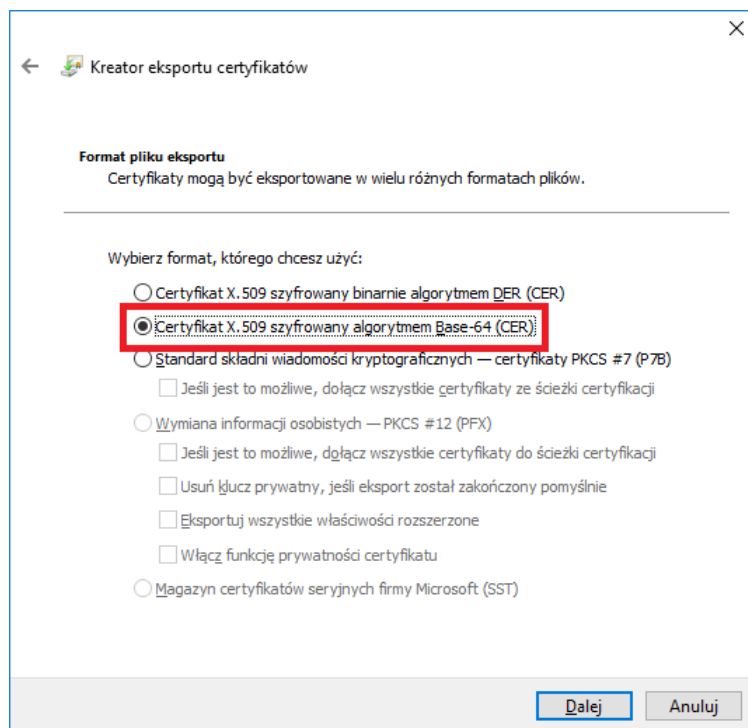 Kreator eksportu certyfikatów
Format pliku eksportu
Certyfikaty mogą być eksportowane w wielu różnych formatach plików.
Wybierz format, którego chcesz użyć:
Certyfikat X.509 szyfrowany binarnie algorytmem DER (CER)
Certyfikat X.509 szyfrowany algorytmem Base-64 (CER)
Standard składni wiadomości kryptograficznych — certyfikaty PKCS #7 (P7B)
Jeśli jest to możliwe, dołącz wszystkie certyfikaty ze ścieżki certyfikacji
Wymiana informacji osobistych — PKCS #12 (PFX)
Jeśli jest to możliwe, dołącz wszystkie certyfikaty do ścieżki certyfikacji
Usuń klucz prywatny, jeśli eksport został zakończony pomyślnie
Eksportuj wszystkie właściwości rozszerzone
Włącz funkcję prywatności certyfikatu
Magazyn certyfikatów seryjnych firmy Microsoft (SST)
Dalej Anuluj